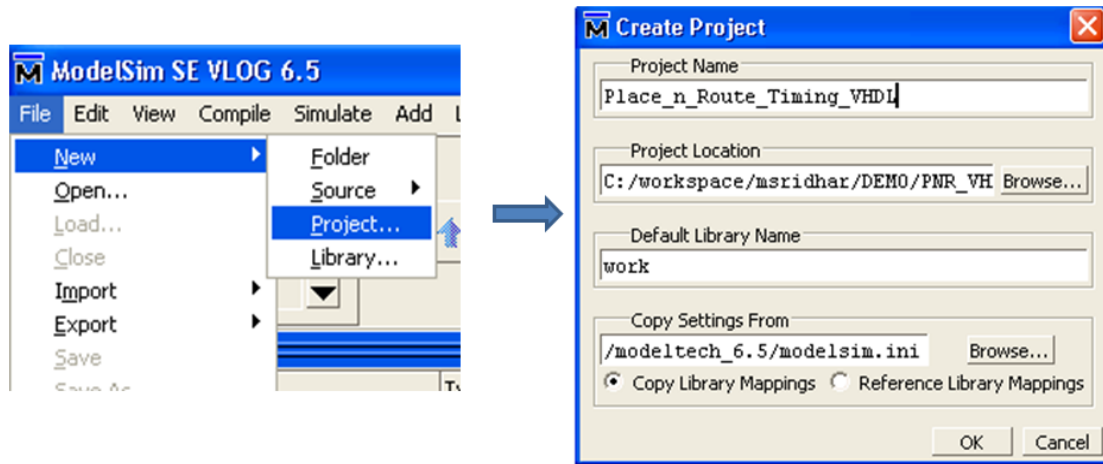 ModelSim SE VLOG 6.5
File Edit View Compile Simulate Add
New
Open...
Load...
Close
Import
Export
Save
Save As
Folder
Source
Project...
Library...
Create Project
Project Name
Place_n_Route_Timing_VHDL
Project Location
C:/workspace/msridhar/DEMO/PNR_VH Browse...
Default Library Name
work
Copy Settings From
/modeltech_6.5/modelsim.ini Browse...
Copy Library Mappings Reference Library Mappings
OK Cancel